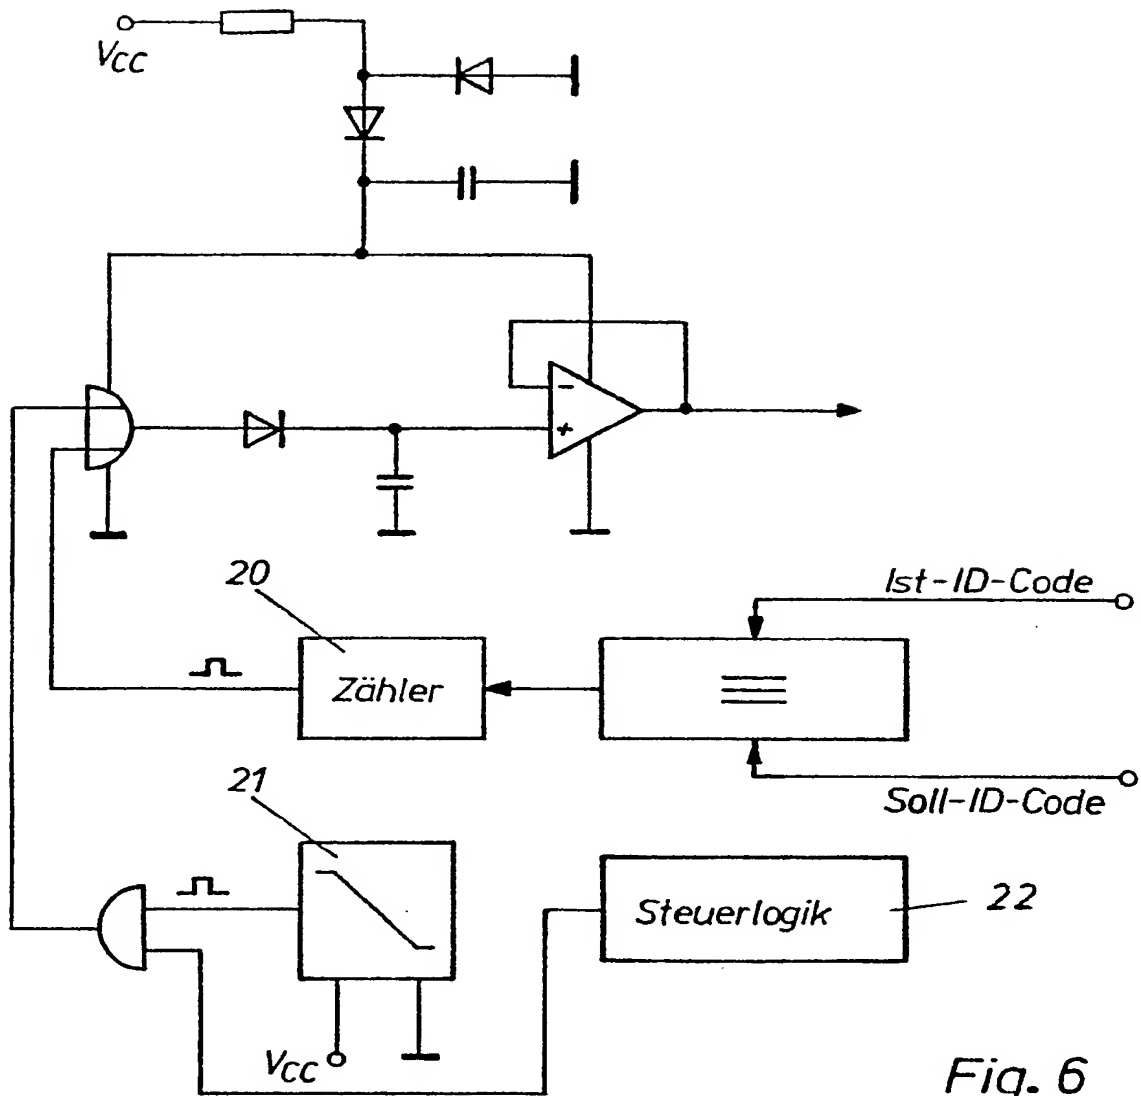 VCC
−
+
20
Ist-ID-Code
Zähler
21
Soll-ID-Code
Steuerlogik
22
VCC
Fig. 6